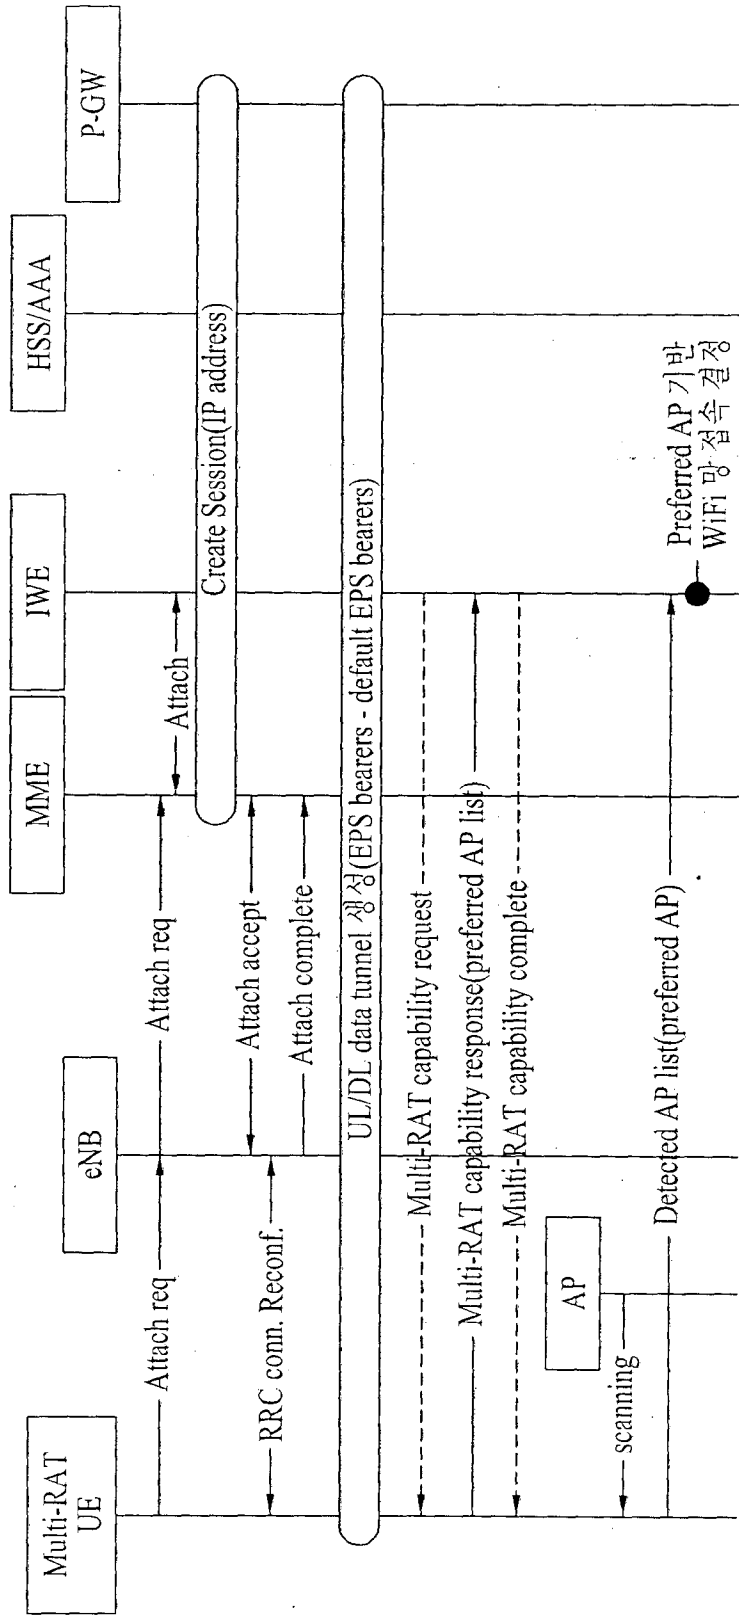 Multi-RAT
UE
eNB
MME
IWE
HSS/AAA
P-GW
Attach req
Attach req
Attach
Create Session(IP address)
Attach accept
RRC conn. Reconf.
Attach complete
UL/DL data tunnel 생성(EPS bearers - default EPS bearers)
Multi-RAT capability request
Multi-RAT capability response(preferred AP list)
Multi-RAT capability complete
AP
scanning
Detected AP list(preferred AP)
Preferred AP 기반
WiFi 망 접속 결정